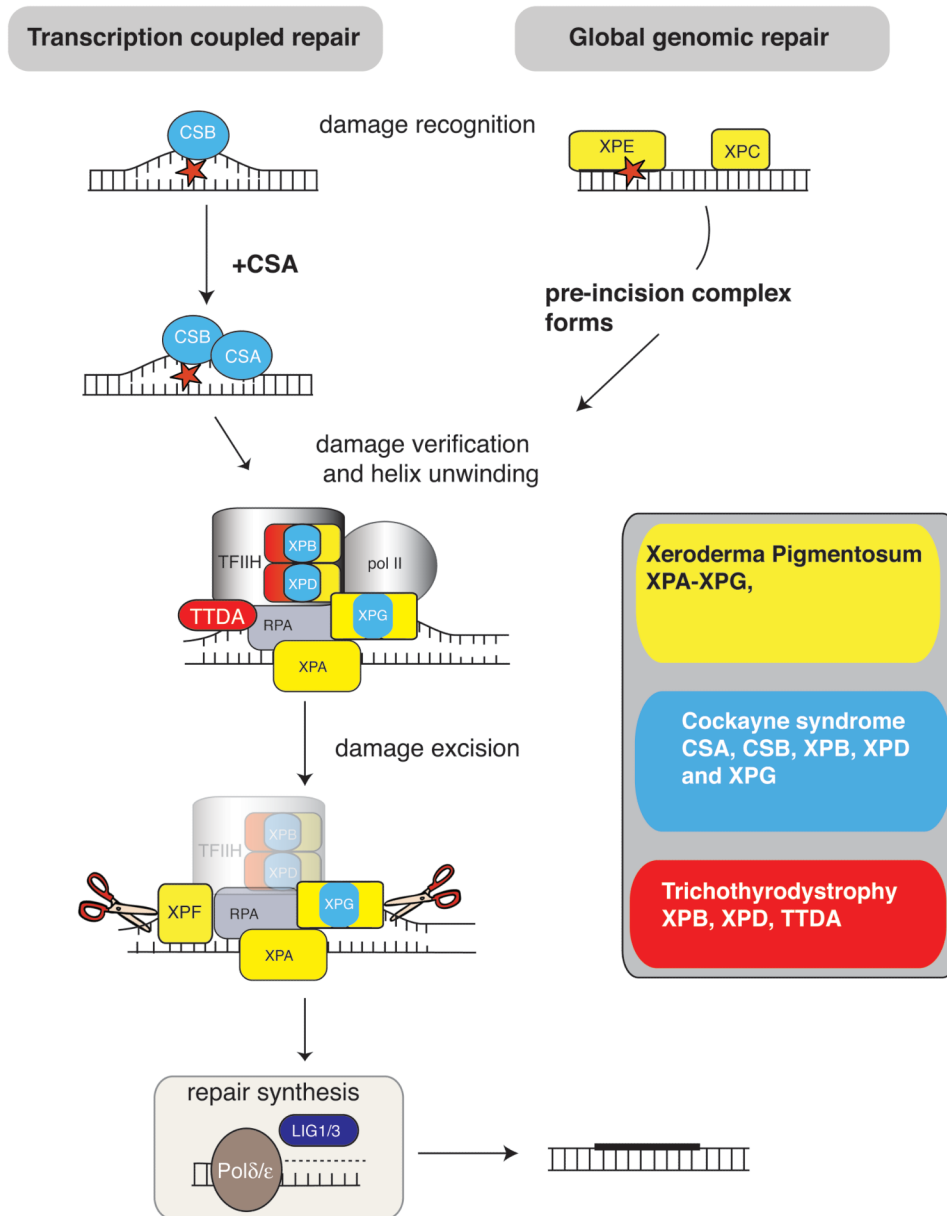 Transcription coupled repair
Global genomic repair
damage recognition
CSB
XPE
XPC
+CSA
pre-incision complex
forms
CSB
CSA
damage verification
and helix unwinding
TFIIH
XPB
XPD
pol II
TTDA
RPA
XPG
XPA
Xeroderma Pigmentosum
XPA-XPG,
Cockayne syndrome
CSA, CSB, XPB, XPD
and XPG
Trichothyrodystrophy
XPB, XPD, TTDA
damage excision
TFIIH
XPB
XPD
XPF
RPA
XPG
XPA
repair synthesis
LIG1/3
Polδ/ε